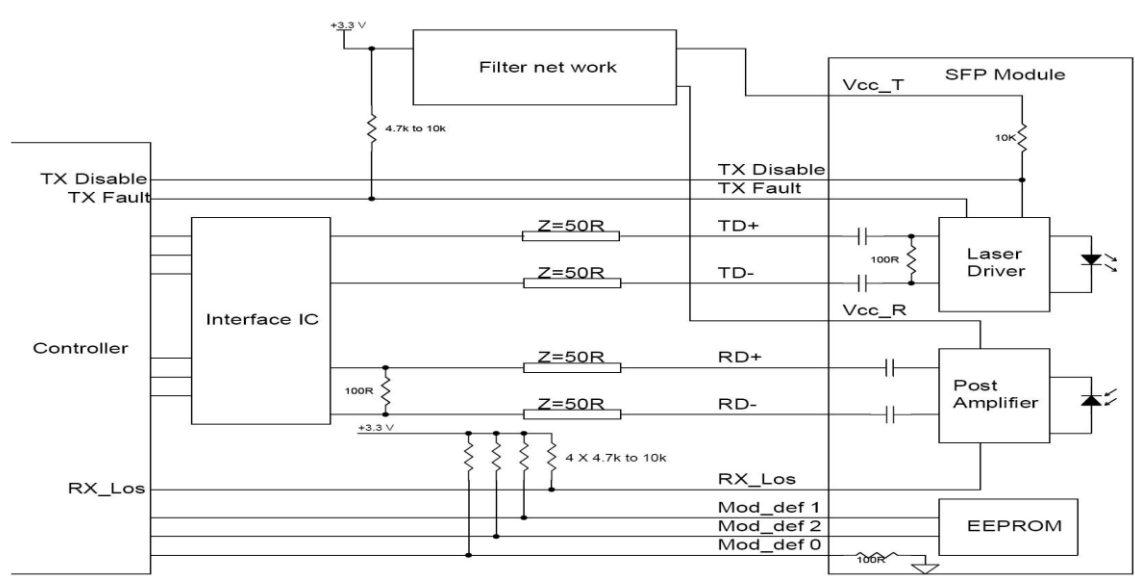 +3.3 V
Filter net work
SFP Module
Vcc_T
4.7k to 10k
10K
TX Disable
TX Disable
TX Fault
TX Fault
Z=50R
TD+
100R
Laser
Driver
Z=50R
TD-
Interface IC
Vcc_R
Controller
Z=50R
RD+
100R
Post
Amplifier
Z=50R
RD-
+3.3 V
4 X 4.7k to 10k
RX_Los
RX_Los
Mod_def 1
Mod_def 2
EEPROM
Mod_def 0
100R